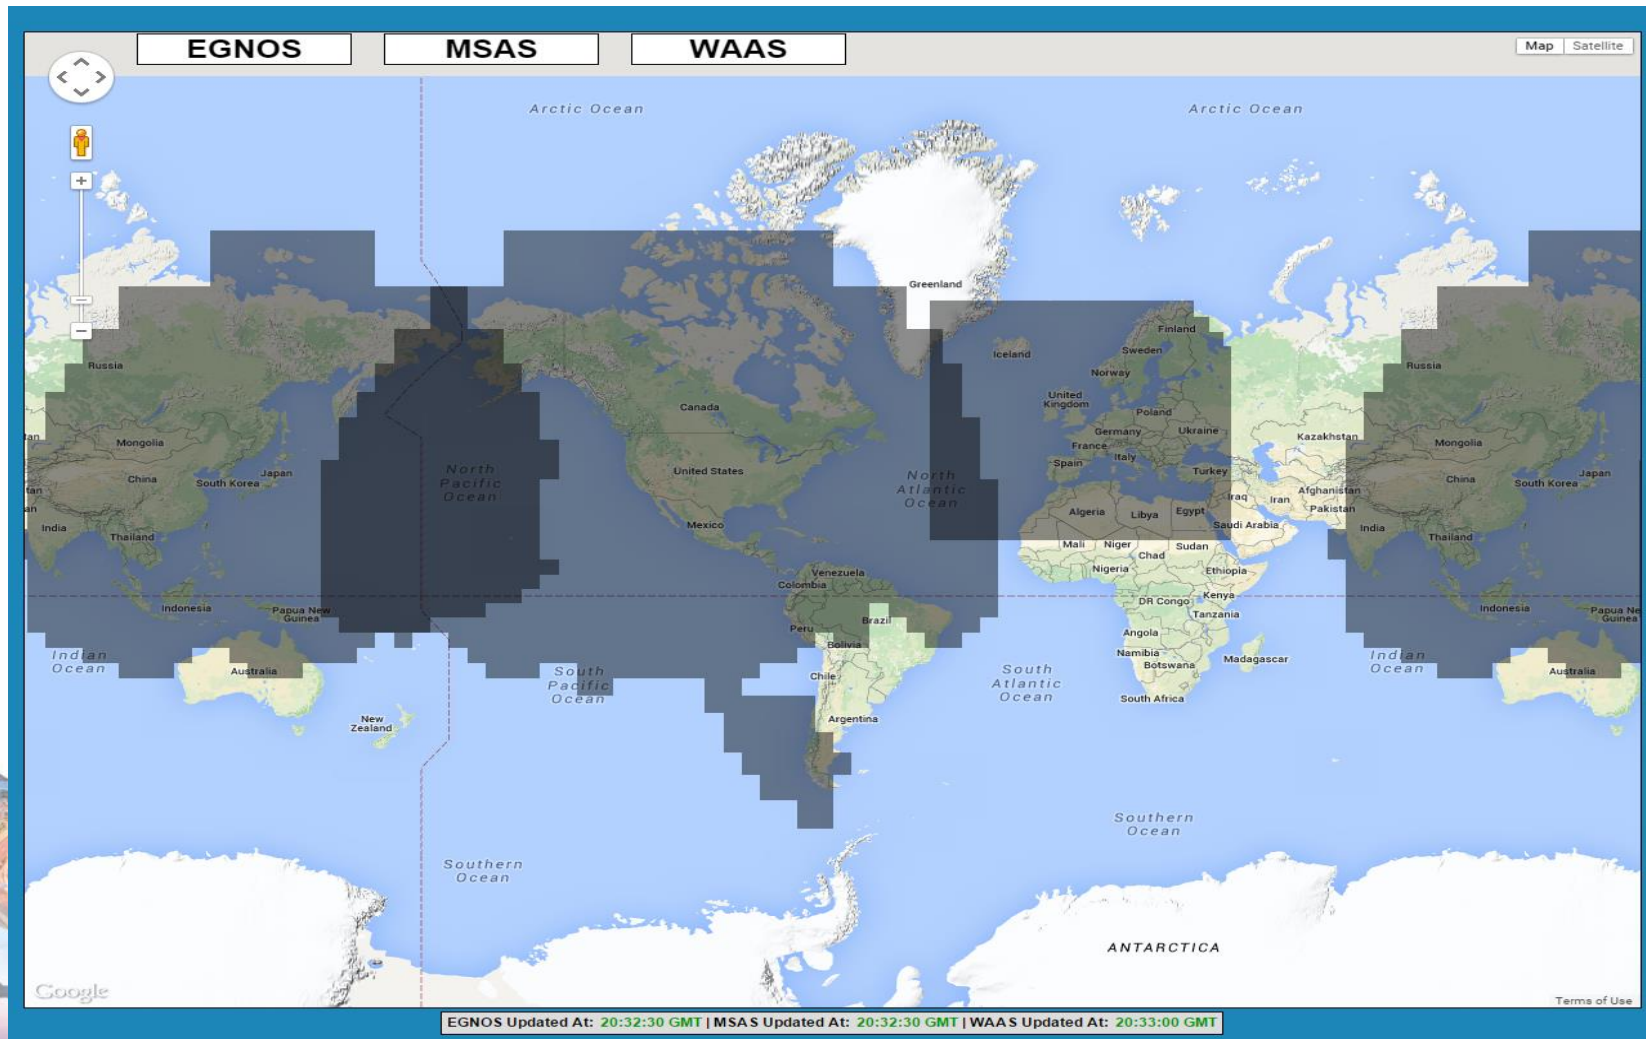 EGNOS
MSAS
WAAS
Map
Satellite
Arctic Ocean
Arctic Ocean
Greenland
Finland
Iceland
Sweden
Russia
Norway
Russia
United
Kingdom
Canada
Poland
Germany
Ukraine
Kazakhstan
Mongolia
France
Italy
Mongolia
Spain
North
Pacific
Ocean
United States
North
Atlantic
Ocean
Turkey
Japan
China
South Korea
Iraq
Iran
Afghanistan
Pakistan
China
Japan
South Korea
tan
tan
an
India
Thailand
Mexico
Algeria
Libya
Egypt
Saudi Arabia
India
Thailand
Mali
Niger
Chad
Sudan
Nigeria
Ethiopia
Venezuela
Colombia
Indonesia
Papua New
Guinea
DR Congo
Kenya
Tanzania
Indonesia
Papua Ne
Guinea
Peru
Brazil
Bolivia
Angola
Namibia
Botswana
Madagascar
Indian
Ocean
Australia
South
Pacific
Ocean
Chile
South
Atlantic
Ocean
South Africa
Indian
Ocean
Australia
New
Zealand
Argentina
Southern
Ocean
Southern
Ocean
ANTARCTICA
Google
Terms of Use
EGNOS Updated At: 20:32:30 GMT | MSAS Updated At: 20:32:30 GMT | WAAS Updated At: 20:33:00 GMT